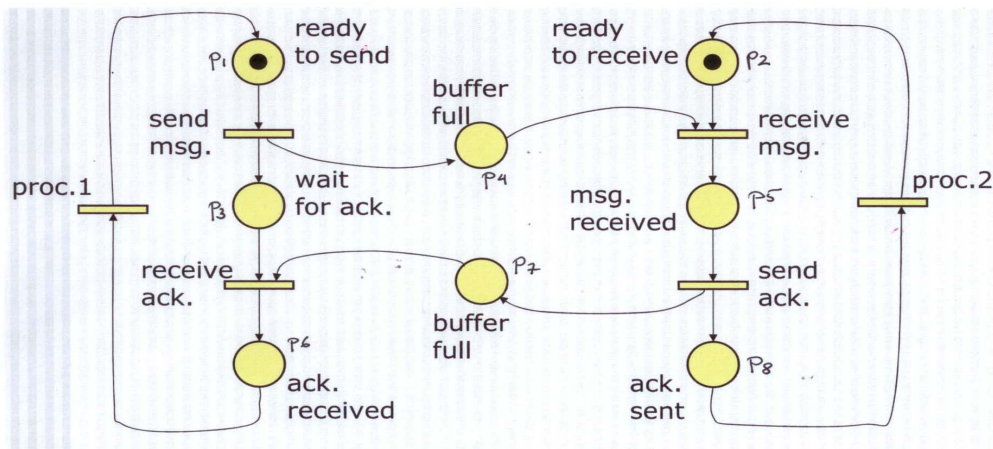 ready
to send
P1
ready
to receive
P2
buffer
full
send
msg.
receive
msg.
P4
proc.1
wait
for ack.
P3
msg.
received
P5
proc.2
receive
ack.
P7
send
ack.
buffer
full
P6
ack.
received
ack.
sent
P8